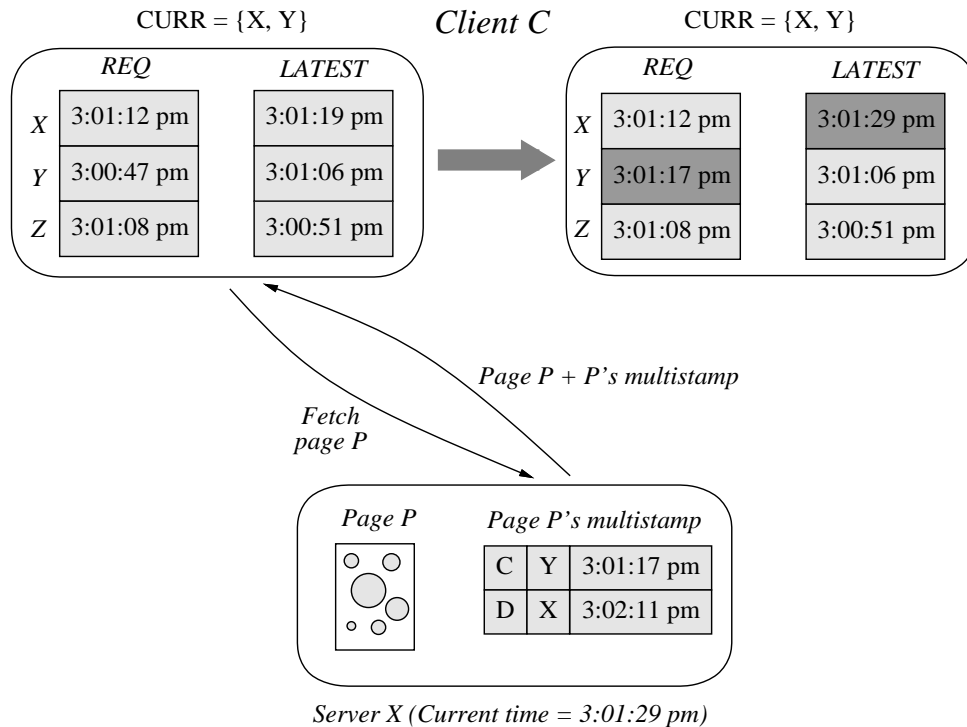 CURR = {X, Y}
Client C
CURR = {X, Y}
REQ
LATEST
X 3:01:12 pm 3:01:19 pm
Y 3:00:47 pm 3:01:06 pm
Z 3:01:08 pm 3:00:51 pm
REQ
LATEST
X 3:01:12 pm 3:01:29 pm
Y 3:01:17 pm 3:01:06 pm
Z 3:01:08 pm 3:00:51 pm
Page P + P's multistamp
Fetch
page P
Page P
Page P's multistamp
C Y 3:01:17 pm
D X 3:02:11 pm
Server X (Current time = 3:01:29 pm)